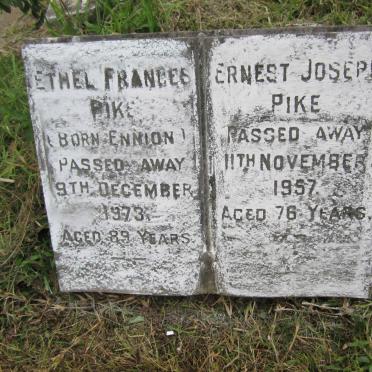 ETHEL FRANCES
PIKE
(BORN ENNION)
PASSED AWAY
9TH DECEMBER
1973.
AGED 89 YEARS.
ERNEST JOSEPH
PIKE
PASSED AWAY
11TH NOVEMBER
1957.
AGED 76 YEARS.